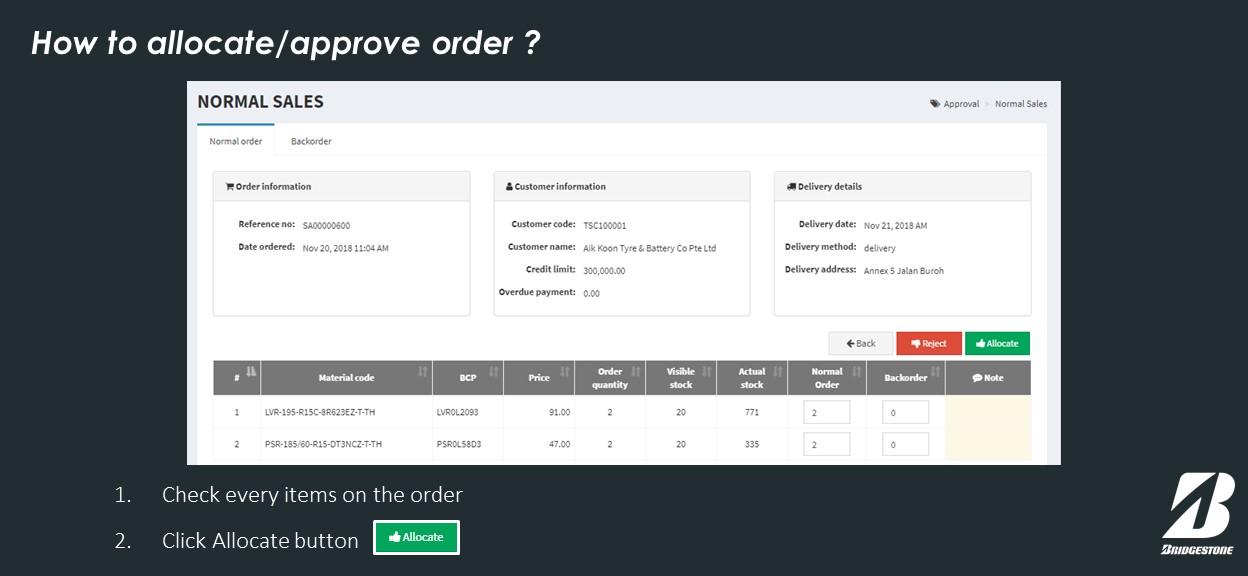 How to allocate/approve order ?
NORMAL SALES
Approval > Normal Sales
Normal order Backorder
Order information
Reference no: SA00000600
Date ordered: Nov 20, 2018 11:04 AM
Customer information
Customer code: TSC100001
Customer name: Aik Koon Tyre & Battery Co Pte Ltd
Credit limit: 300,000.00
Overdue payment: 0.00
Delivery details
Delivery date: Nov 21, 2018 AM
Delivery method: delivery
Delivery address: Annex 5 Jalan Buroh
Back Reject Allocate
# Material code BCP Price Order quantity Visible stock Actual stock Normal Order Backorder Note
1 LVR-195-R15C-8R623EZ-T-TH LVR0L2093 91.00 2 20 771 2 0
2 PSR-185/60-R15-DT3NCZ-T-TH PSR0L58D3 47.00 2 20 335 2 0
1. Check every items on the order
2. Click Allocate button Allocate
BRIDGESTONE